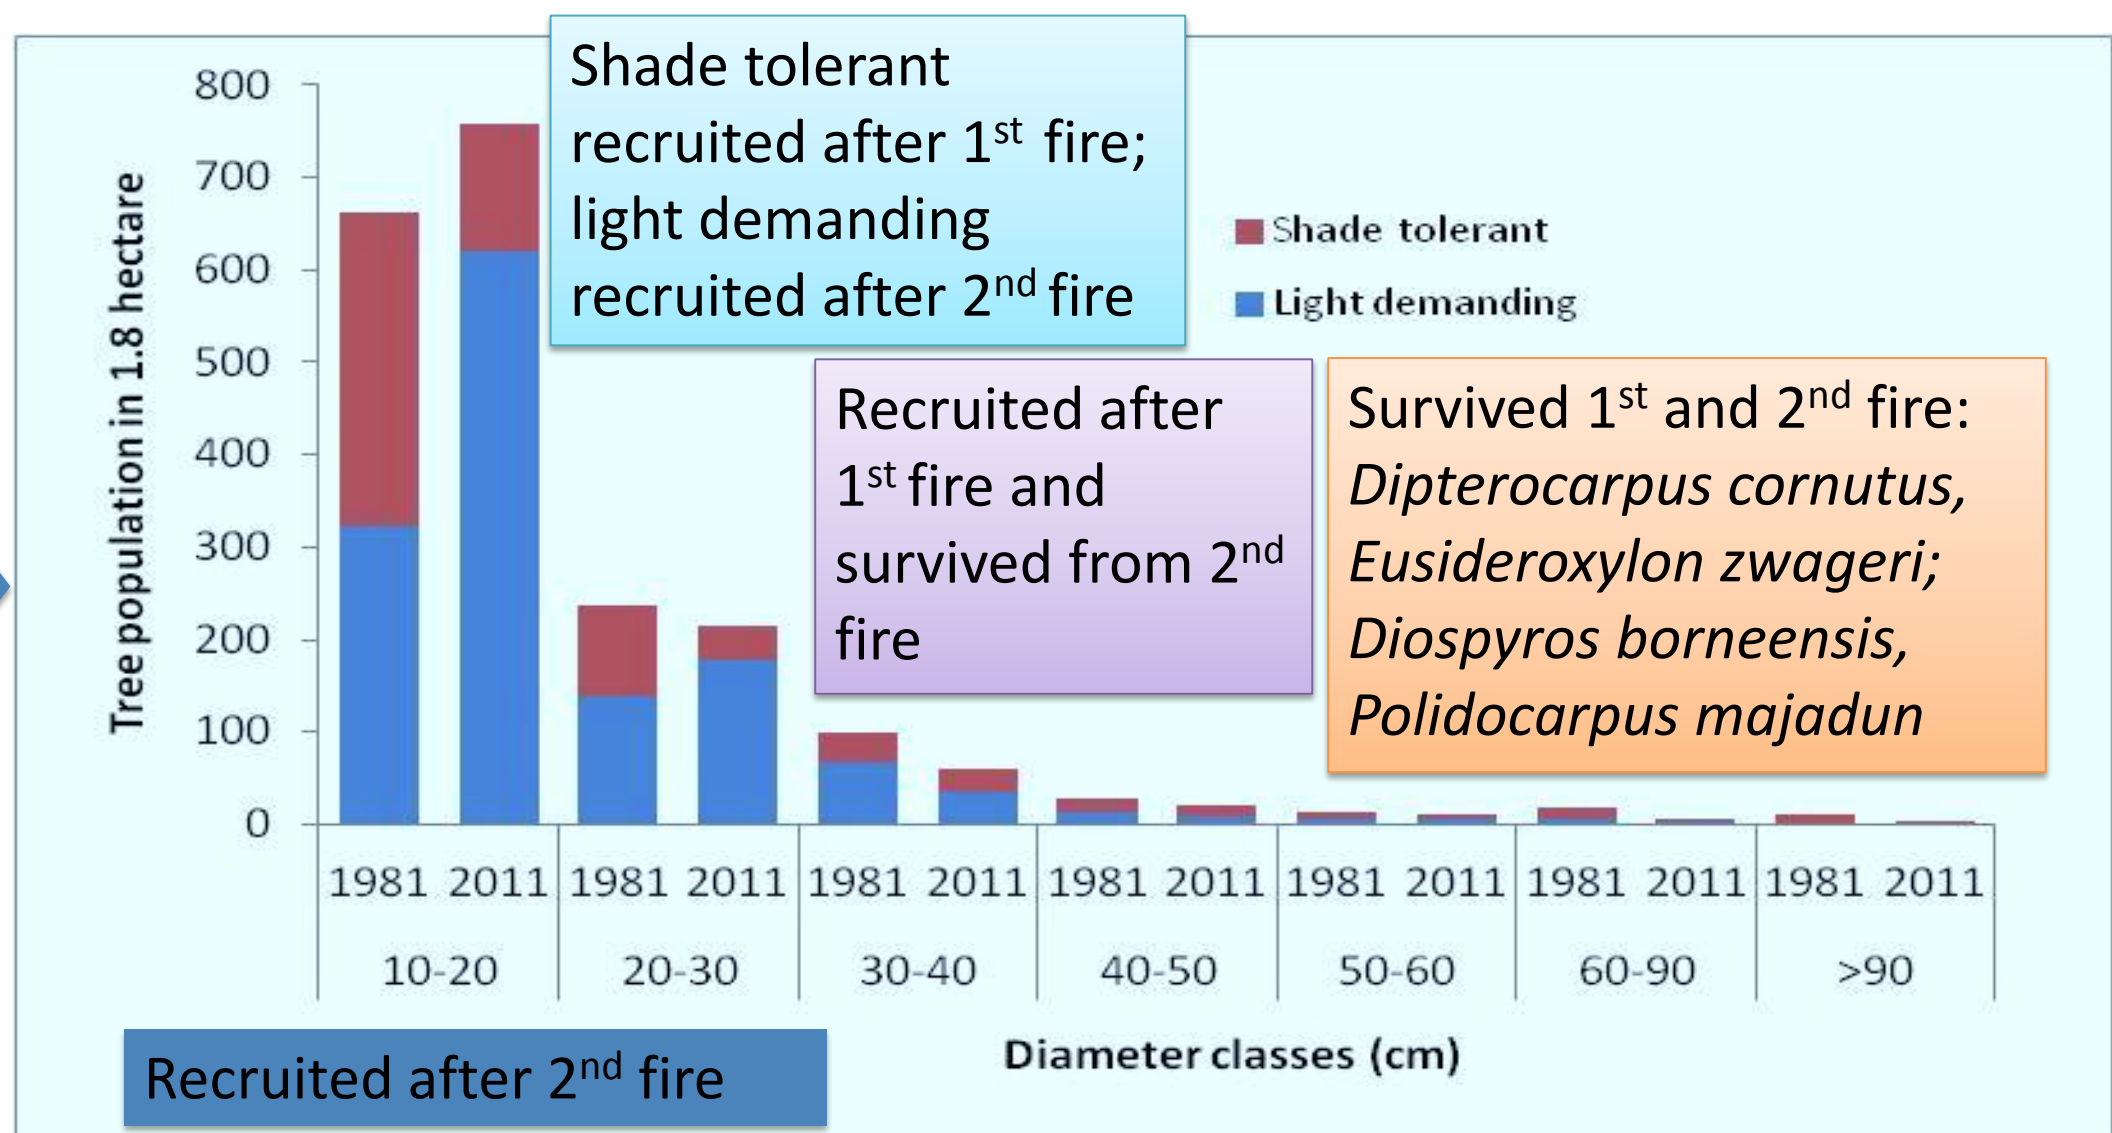 Shade tolerant
recruited after 1st fire;
light demanding
recruited after 2nd fire
Shade tolerant
Light demanding
Recruited after
1st fire and
survived from 2nd
fire
Survived 1st and 2nd fire:
Dipterocarpus cornutus,
Eusideroxylon zwageri;
Diospyros borneensis,
Polidocarpus majadun
Tree population in 1.8 hectare
800
700
600
500
400
300
200
100
0
1981 2011 1981 2011 1981 2011 1981 2011 1981 2011 1981 2011 1981 2011
10-20 20-30 30-40 40-50 50-60 60-90 >90
Diameter classes (cm)
Recruited after 2nd fire